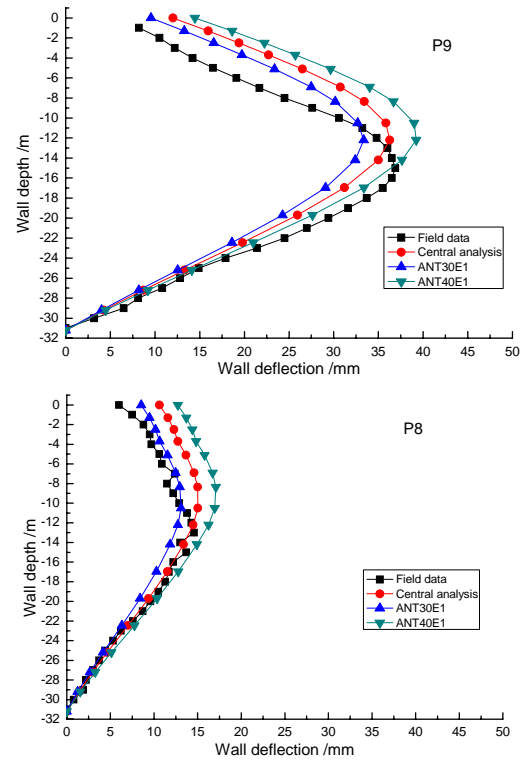 P9
0
-2
-4
-6
-8
-10
-12
-14
-16
-18
-20
-22
-24
-26
-28
-30
-32
Wall depth /m
Field data
Central analysis
ANT30E1
ANT40E1
0 5 10 15 20 25 30 35 40 45 50
Wall deflection /mm
P8
0
-2
-4
-6
-8
-10
-12
-14
-16
-18
-20
-22
-24
-26
-28
-30
-32
Wall depth /m
Field data
Central analysis
ANT30E1
ANT40E1
0 5 10 15 20 25 30 35 40 45 50
Wall deflection /mm